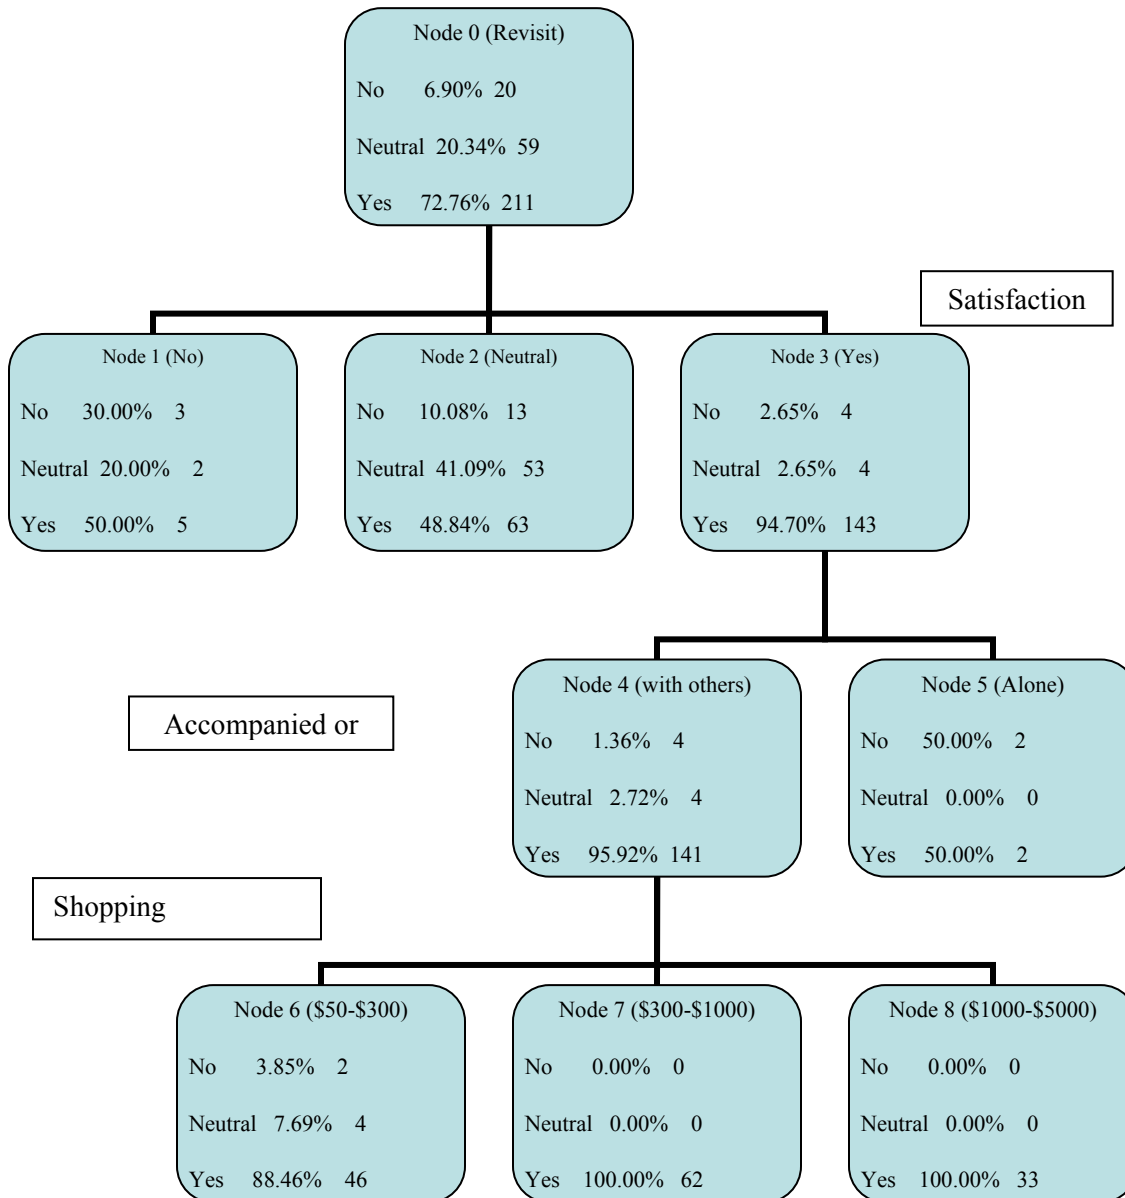 Node 0 (Revisit)
No 6.90% 20
Neutral 20.34% 59
Yes 72.76% 211
Satisfaction
Node 1 (No)
No 30.00% 3
Neutral 20.00% 2
Yes 50.00% 5
Node 2 (Neutral)
No 10.08% 13
Neutral 41.09% 53
Yes 48.84% 63
Node 3 (Yes)
No 2.65% 4
Neutral 2.65% 4
Yes 94.70% 143
Accompanied or
Node 4 (with others)
No 1.36% 4
Neutral 2.72% 4
Yes 95.92% 141
Node 5 (Alone)
No 50.00% 2
Neutral 0.00% 0
Yes 50.00% 2
Shopping
Node 6 ($50-$300)
No 3.85% 2
Neutral 7.69% 4
Yes 88.46% 46
Node 7 ($300-$1000)
No 0.00% 0
Neutral 0.00% 0
Yes 100.00% 62
Node 8 ($1000-$5000)
No 0.00% 0
Neutral 0.00% 0
Yes 100.00% 33